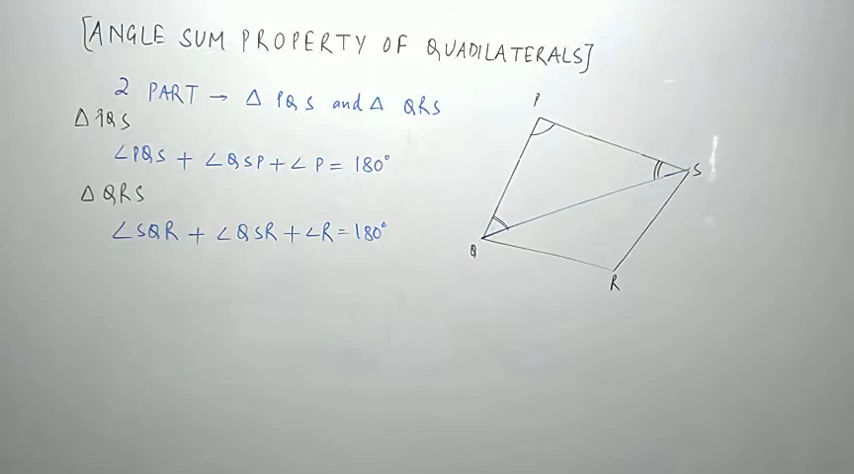 [ANGLE SUM PROPERTY OF QUADILATERALS]
2 PART → Δ PQS and Δ QRS
Δ PQS
∠PQS + ∠QSP + ∠P = 180°
Δ QRS
∠SQR + ∠QSR + ∠R = 180°
P
S
Q
R